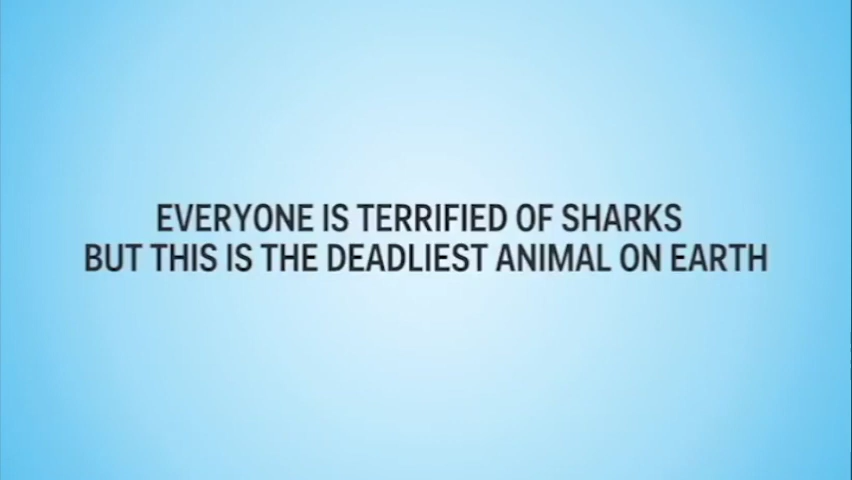 EVERYONE IS TERRIFIED OF SHARKS
BUT THIS IS THE DEADLIEST ANIMAL ON EARTH